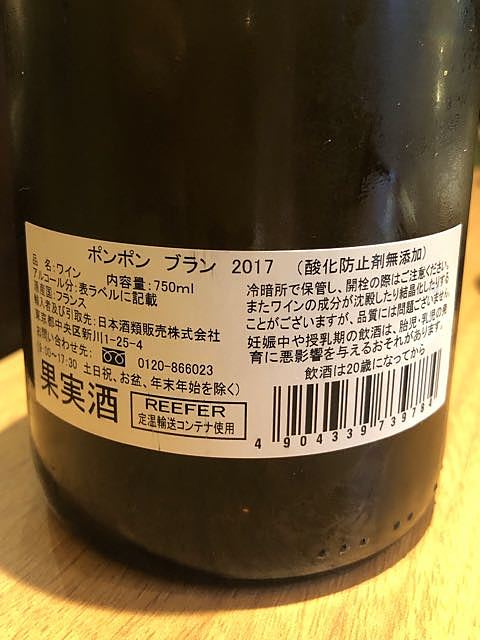 ポンポン ブラン 2017 (酸化防止剤無添加)
品 名:ワイン 内容量:750ml
アルコール分:表ラベルに記載
原産国:フランス
輸入者及び引取先:日本酒類販売株式会社
東京都中央区新川1-25-4
お問い合わせ先: 0120-866023
9:00~17:30 土日祝、お盆、年末年始を除く)
果実酒
REEFER
定温輸送コンテナ使用
冷暗所で保管し、開栓の際はご注意ください。
またワインの成分が沈殿したり結晶化したりする
ことがございますが、品質には問題ございません。
妊娠中や授乳期の飲酒は、胎児・乳児の発
育に悪影響を与えるおそれがあります。
飲酒は20歳になってから
4 904339 739784